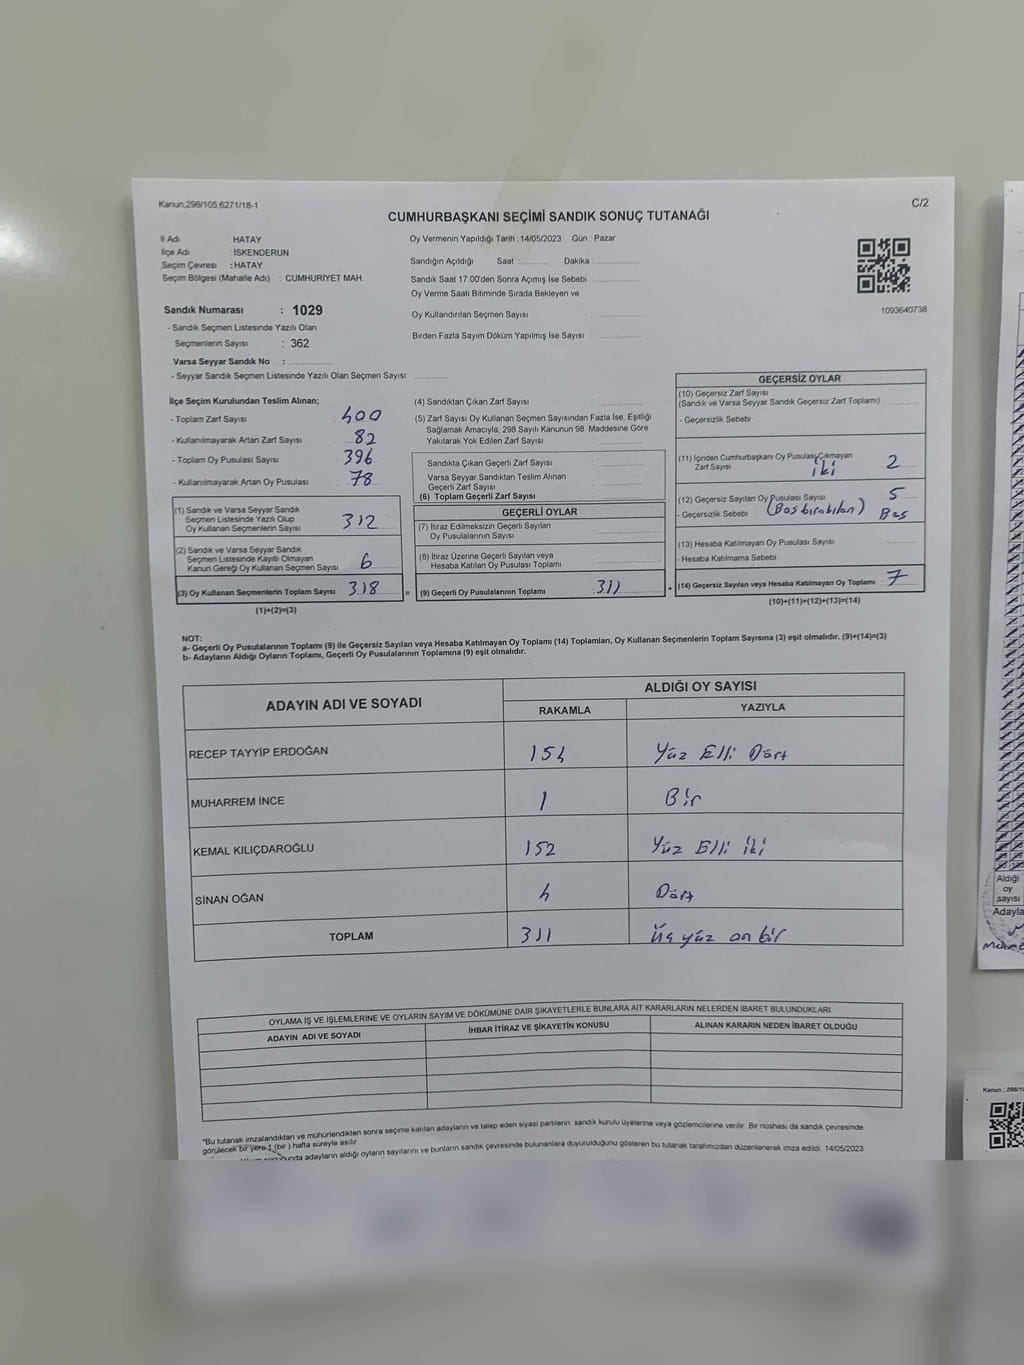 Kanun;298/105,6271/18-1
C/2
CUMHURBAŞKANI SEÇİMİ SANDIK SONUÇ TUTANAĞI
İl Adı : HATAY
İlçe Adı : İSKENDERUN
Seçim Çevresi : HATAY
Seçim Bölgesi (Mahalle Adı) : CUMHURİYET MAH.
Sandık Numarası : 1029
- Sandık Seçmen Listesinde Yazılı Olan
Seçmenlerin Sayısı : 362
Varsa Seyyar Sandık No :
- Seyyar Sandık Seçmen Listesinde Yazılı Olan Seçmen Sayısı
Oy Vermenin Yapıldığı Tarih : 14/05/2023 Gün : Pazar
Sandığın Açıldığı Saat : Dakika :
Sandık Saat 17:00'den Sonra Açımış İse Sebebi :
Oy Verme Saati Bitiminde Sırada Bekleyen ve
Oy Kullandırılan Seçmen Sayısı :
Birden Fazla Sayım Döküm Yapılmış İse Sayısı :
1093640738
İlçe Seçim Kurulundan Teslim Alınan;
- Toplam Zarf Sayısı : 400
- Kullanılmayarak Artan Zarf Sayısı : 82
- Toplam Oy Pusulası Sayısı : 396
- Kullanılmayarak Artan Oy Pusulası : 78
(1) Sandık ve Varsa Seyyar Sandık
Seçmen Listesinde Yazılı Olup
Oy Kullanan Seçmenlerin Sayısı : 312
(2) Sandık ve Varsa Seyyar Sandık
Seçmen Listesinde Kayıtlı Olmayan
Kanun Gereği Oy Kullanan Seçmen Sayısı : 6
(3) Oy Kullanan Seçmenlerin Toplam Sayısı : 318
(1)+(2)=(3)
(4) Sandıktan Çıkan Zarf Sayısı :
(5) Zarf Sayısı Oy Kullanan Seçmen Sayısından Fazla İse, Eşitliği
Sağlamak Amacıyla; 298 Sayılı Kanunun 98. Maddesine Göre
Yakılarak Yok Edilen Zarf Sayısı :
Sandıkta Çıkan Geçerli Zarf Sayısı :
Varsa Seyyar Sandıktan Teslim Alınan
Geçerli Zarf Sayısı :
(6) Toplam Geçerli Zarf Sayısı :
GEÇERLİ OYLAR
(7) İtiraz Edilmeksizin Geçerli Sayılan
Oy Pusulalarının Sayısı :
(8) İtiraz Üzerine Geçerli Sayılan veya
Hesaba Katılan Oy Pusulası Toplamı :
= (9) Geçerli Oy Pusulalarının Toplamı : 311 +
GEÇERSİZ OYLAR
(10) Geçersiz Zarf Sayısı
(Sandık ve Varsa Seyyar Sandık Geçersiz Zarf Toplamı) :
- Geçersizlik Sebebi :
(11) İçinden Cumhurbaşkanı Oy Pusulası Çıkmayan
Zarf Sayısı : iki 2
(12) Geçersiz Sayılan Oy Pusulası Sayısı : 5
- Geçersizlik Sebebi : Beş
(13) Hesaba Katılmayan Oy Pusulası Sayısı :
- Hesaba Katılmama Sebebi :
(14) Geçersiz Sayılan veya Hesaba Katılmayan Oy Toplamı : 7
(10)+(11)+(12)+(13)=(14)
NOT:
a- Geçerli Oy Pusulalarının Toplamı (9) ile Geçersiz Sayılan veya Hesaba Katılmayan Oy Toplamı (14) Toplamları, Oy Kullanan Seçmenlerin Toplam Sayısına (3) eşit olmalıdır. (9)+(14)=(3)
b- Adayların Aldığı Oyların Toplamı, Geçerli Oy Pusulalarının Toplamına (9) eşit olmalıdır.
ADAYIN ADI VE SOYADI
ALDIĞI OY SAYISI
RAKAMLA YAZIYLA
RECEP TAYYİP ERDOĞAN 154 Yüz Elli Dört
MUHARREM İNCE 1 Bir
KEMAL KILIÇDAROĞLU 152 Yüz Elli iki
SİNAN OĞAN 4 Dört
TOPLAM 311 Üç yüz on bir
OYLAMA İŞ VE İŞLEMLERİNE VE OYLARIN SAYIM VE DÖKÜMÜNE DAİR ŞİKAYETLERLE BUNLARA AİT KARARLARIN NELERDEN İBARET BULUNDUKLARI
ADAYIN ADI VE SOYADI İHBAR İTİRAZ VE ŞİKAYETİN KONUSU ALINAN KARARIN NEDEN İBARET OLDUĞU
*Bu tutanak imzalandıktan ve mühürlendikten sonra seçime katılan adayların ve talep eden siyasi partilerin sandık kurulu üyelerine veya gözlemcilerine verilir. Bir nüshası da sandık çevresinde
görülecek bir yere 1 (bir ) hafta süreyle asılır.
adayların aldığı oyların sayılarını ve bunların sandık çevresinde bulunanlara duyurulduğunu gösteren bu tutanak tarafımızdan düzenlenerek imza edildi. 14/05/2023
Aldığı
oy
sayısı
Kanun ; 298/1